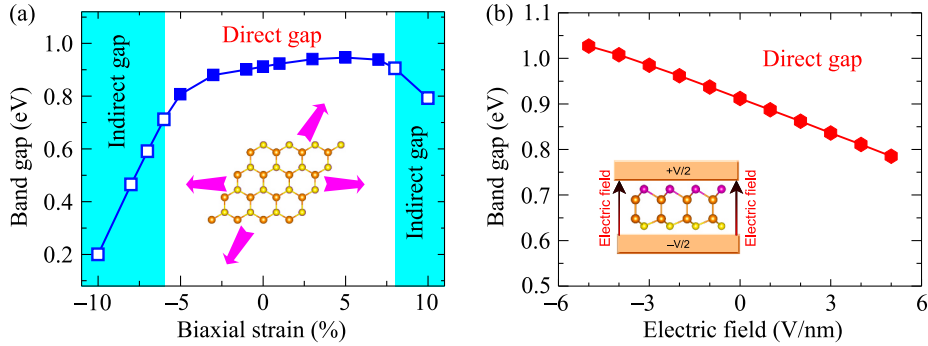 (a)
Direct gap
Indirect gap
Indirect gap
Band gap (eV)
1.0
0.8
0.6
0.4
0.2
−10
−5
0
5
10
Biaxial strain (%)
(b)
Direct gap
Band gap (eV)
1.1
1.0
0.9
0.8
0.7
0.6
0.5
+V/2
Electric field
Electric field
−V/2
−6
−3
0
3
6
Electric field (V/nm)